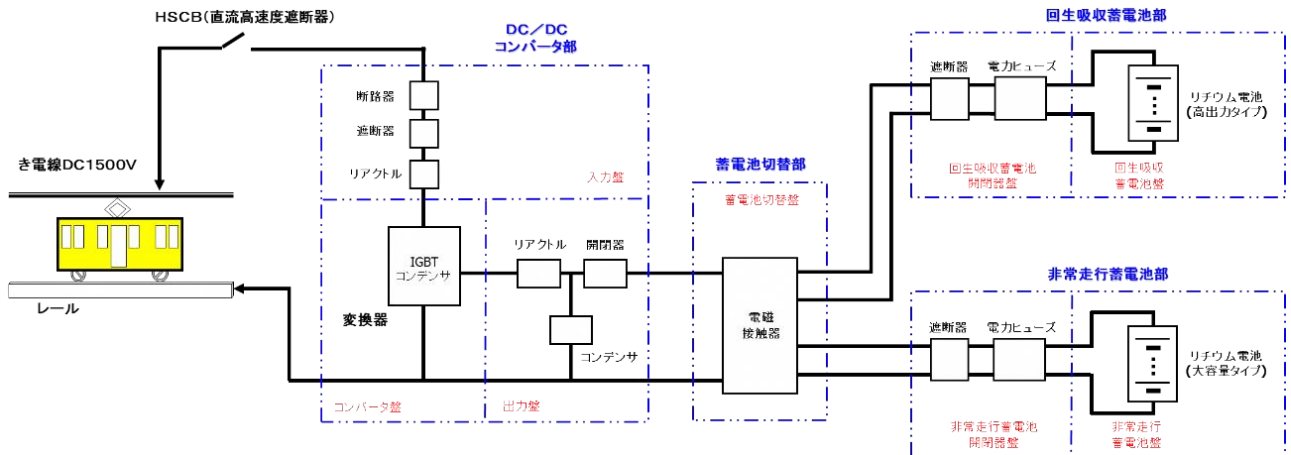 HSCB(直流高速度遮断器)
DC/DC
コンバータ部
断路器
遮断器
リアクトル
入力盤
き電線DC1500V
レール
IGBT
コンデンサ
変換器
リアクトル
開閉器
コンデンサ
コンバータ盤
出力盤
蓄電池切替部
蓄電池切替盤
電磁
接触器
回生吸収蓄電池部
遮断器
電力ヒューズ
リチウム電池
(高出力タイプ)
回生吸収蓄電池
開閉器盤
回生吸収
蓄電池盤
非常走行蓄電池部
遮断器
電力ヒューズ
リチウム電池
(大容量タイプ)
非常走行蓄電池
開閉器盤
非常走行
蓄電池盤